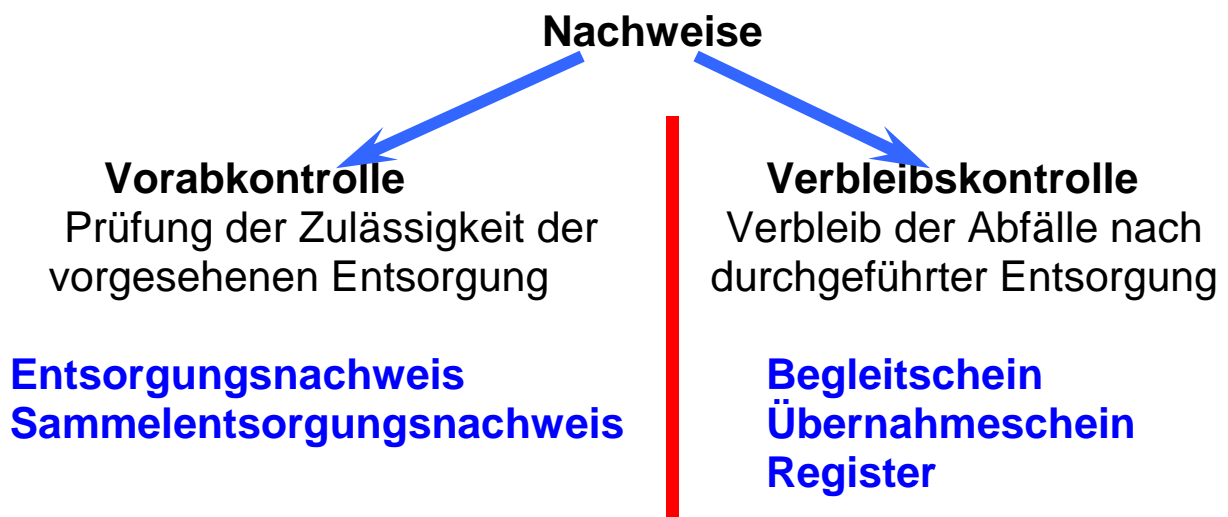 Nachweise
Vorabkontrolle
Prüfung der Zulässigkeit der
vorgesehenen Entsorgung
Entsorgungsnachweis
Sammelentsorgungsnachweis
Verbleibskontrolle
Verbleib der Abfälle nach
durchgeführter Entsorgung
Begleitschein
Übernahmeschein
Register